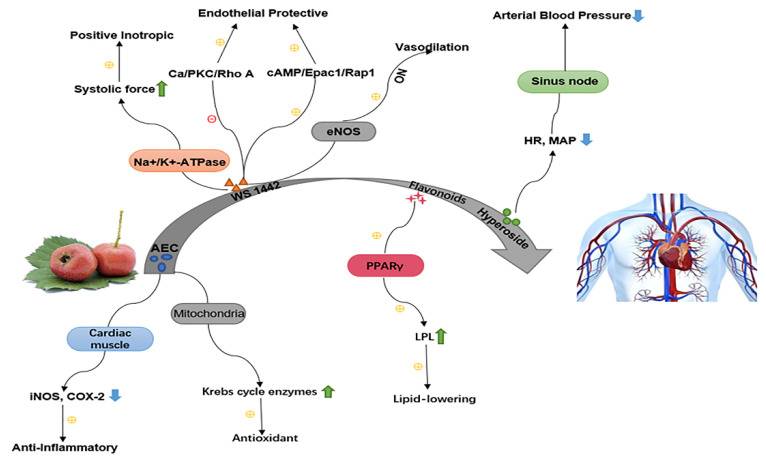 Endothelial Protective
Arterial Blood Pressure
Positive Inotropic
Vasodilation
Ca/PKC/Rho A
cAMP/Epac1/Rap1
NO
Systolic force
Sinus node
eNOS
HR, MAP
Na+/K+-ATPase
WS 1442
Flavonoids
Hyperoside
AEC
PPARγ
Mitochondria
Cardiac
muscle
LPL
iNOS, COX-2
Krebs cycle enzymes
Lipid-lowering
Antioxidant
Anti-Inflammatory